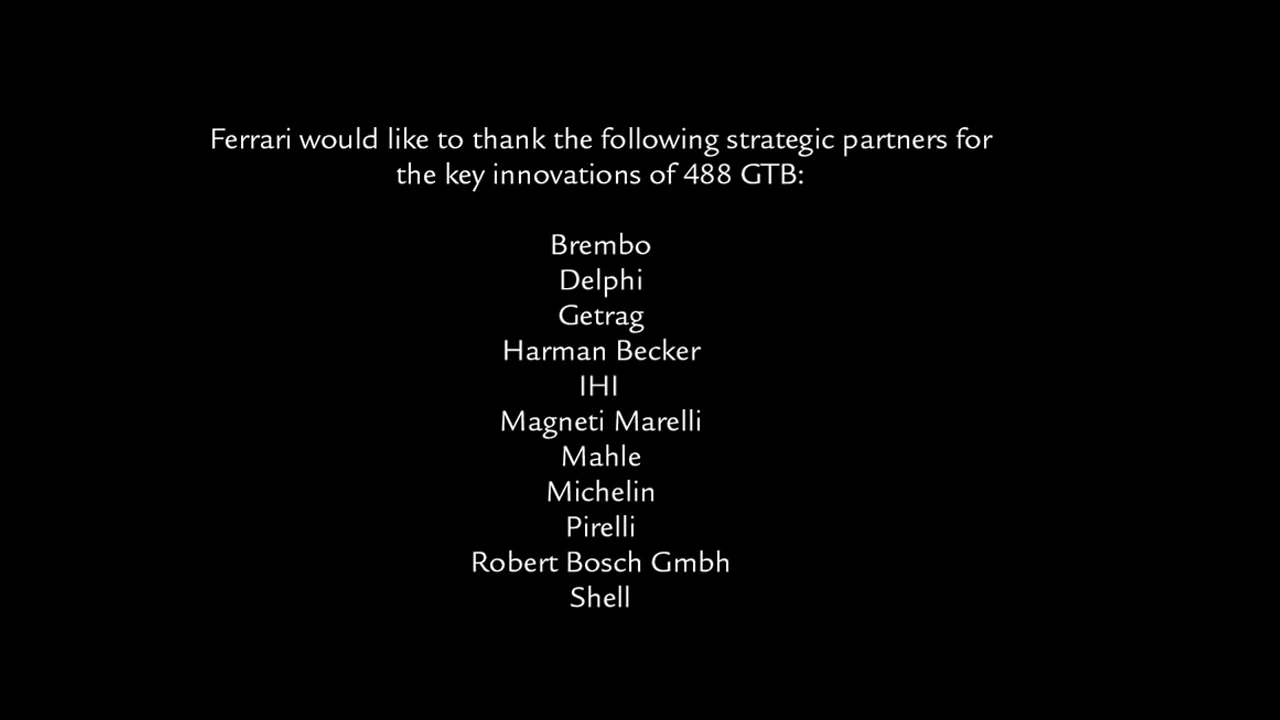 Ferrari would like to thank the following strategic partners for
the key innovations of 488 GTB:
Brembo
Delphi
Getrag
Harman Becker
IHI
Magneti Marelli
Mahle
Michelin
Pirelli
Robert Bosch Gmbh
Shell